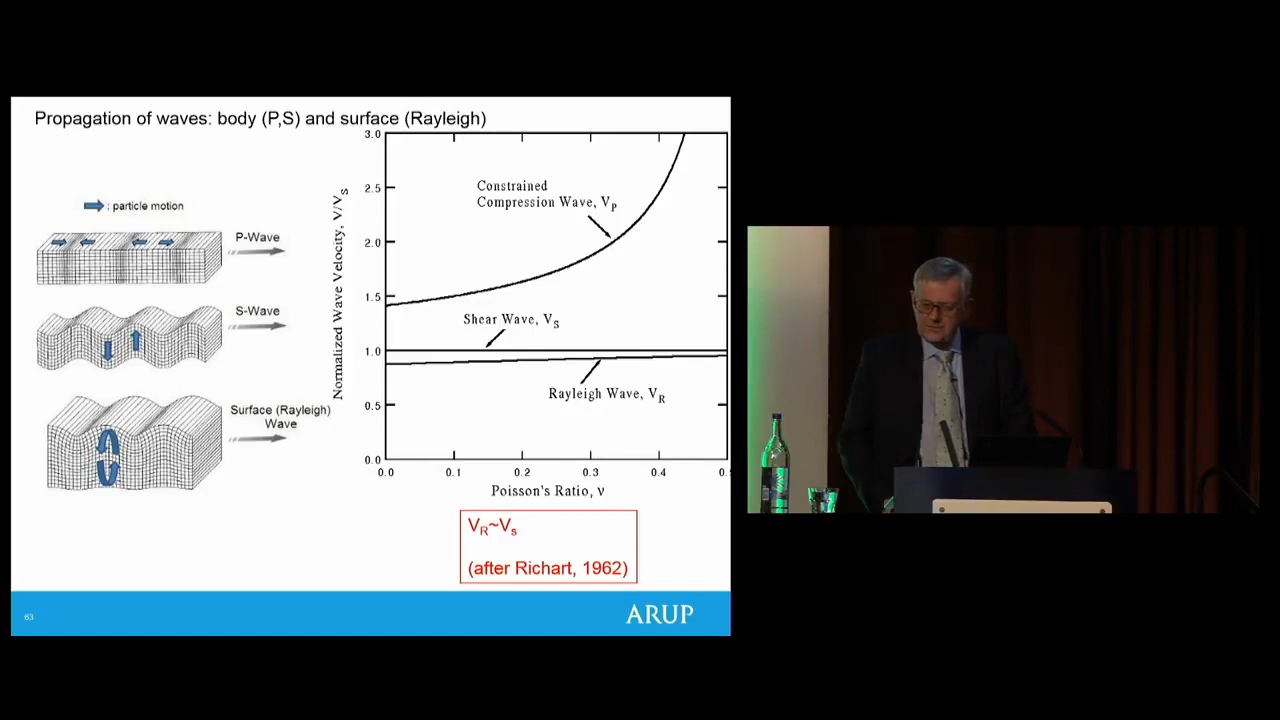 Propagation of waves: body (P,S) and surface (Rayleigh)
: particle motion
P-Wave
S-Wave
Surface (Rayleigh)
Wave
Normalized Wave Velocity, V/VS
3.0
2.5
2.0
1.5
1.0
0.5
0.0
Constrained
Compression Wave, VP
Shear Wave, VS
Rayleigh Wave, VR
0.0 0.1 0.2 0.3 0.4
Poisson's Ratio, ν
VR~Vs
(after Richart, 1962)
63
ARUP